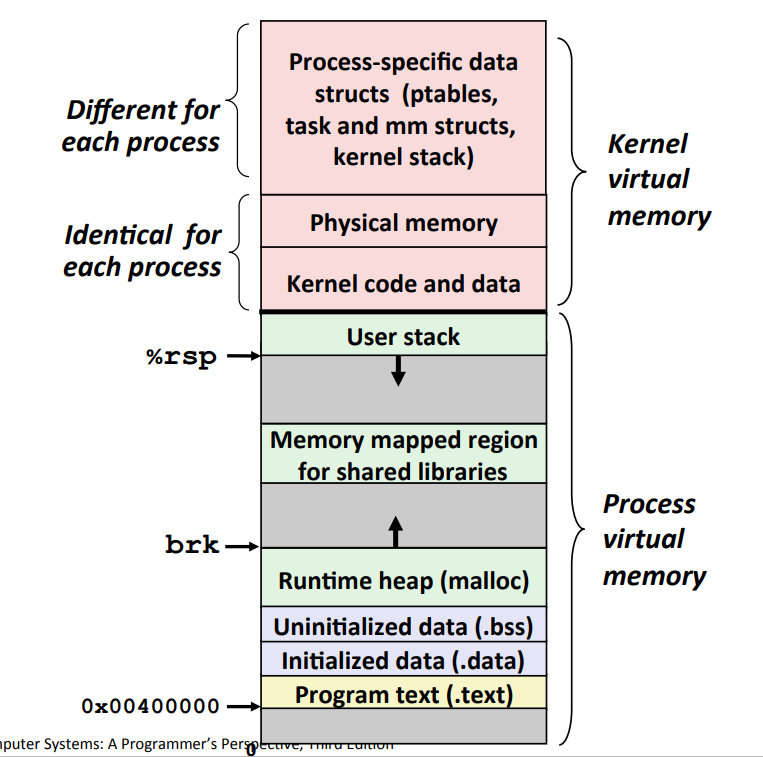 Process-specific data
structs (ptables,
task and mm structs,
kernel stack)
Different for
each process
Kernel
virtual
memory
Physical memory
Identical for
each process
Kernel code and data
User stack
%rsp
Memory mapped region
for shared libraries
Process
virtual
memory
brk
Runtime heap (malloc)
Uninitialized data (.bss)
Initialized data (.data)
Program text (.text)
0x00400000
0
nputer Systems: A Programmer's Perspective, Third Edition